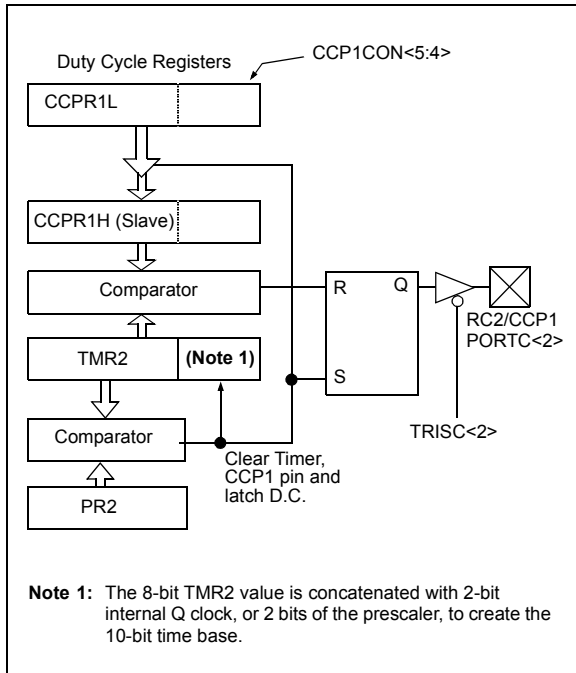 Duty Cycle Registers
CCP1CON<5:4>
CCPR1L
CCPR1H (Slave)
Comparator
R
Q
RC2/CCP1
PORTC<2>
TMR2
(Note 1)
S
TRISC<2>
Comparator
Clear Timer,
CCP1 pin and
latch D.C.
PR2
Note 1: The 8-bit TMR2 value is concatenated with 2-bit
internal Q clock, or 2 bits of the prescaler, to create the
10-bit time base.